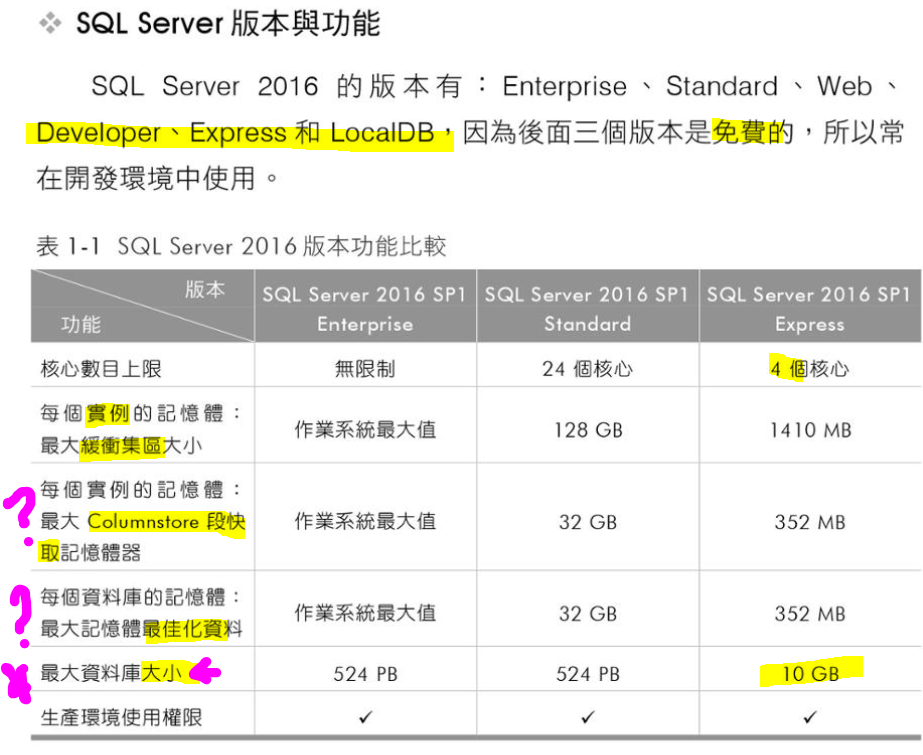 ❖ SQL Server 版本與功能
SQL Server 2016 的版本有：Enterprise、Standard、Web、
Developer、Express 和 LocalDB，因為後面三個版本是免費的，所以常
在開發環境中使用。
表 1-1 SQL Server 2016 版本功能比較
版本
功能
SQL Server 2016 SP1
Enterprise
SQL Server 2016 SP1
Standard
SQL Server 2016 SP1
Express
核心數目上限 無限制 24 個核心 4 個核心
每個實例的記憶體：
最大緩衝集區大小
作業系統最大值 128 GB 1410 MB
?
每個實例的記憶體：
最大 Columnstore 段快
取記憶體器
作業系統最大值 32 GB 352 MB
?
每個資料庫的記憶體：
最大記憶體最佳化資料
作業系統最大值 32 GB 352 MB
最大資料庫大小 524 PB 524 PB 10 GB
生產環境使用權限 ✓ ✓ ✓